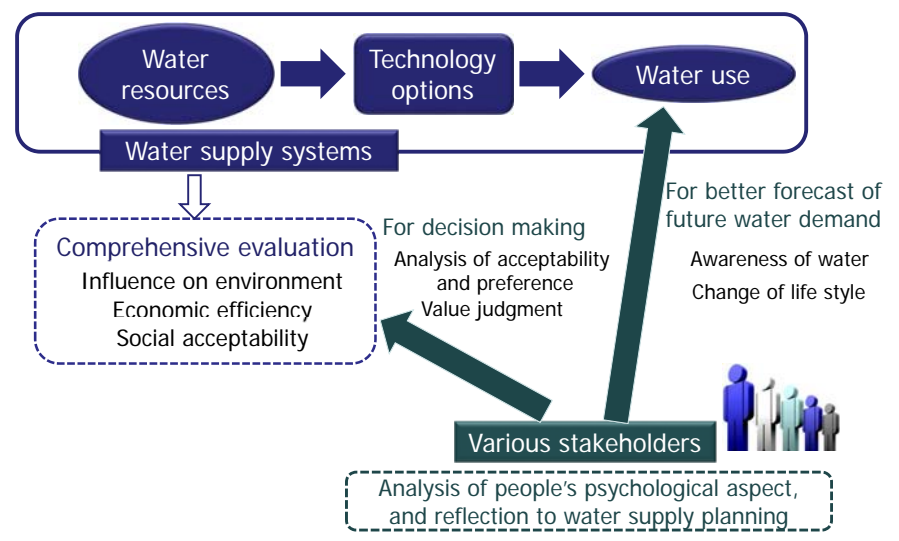 Water
resources
Technology
options
Water use
Water supply systems
Comprehensive evaluation
Influence on environment
Economic efficiency
Social acceptability
For decision making
Analysis of acceptability
and preference
Value judgment
For better forecast of
future water demand
Awareness of water
Change of life style
Various stakeholders
Analysis of people’s psychological aspect,
and reflection to water supply planning